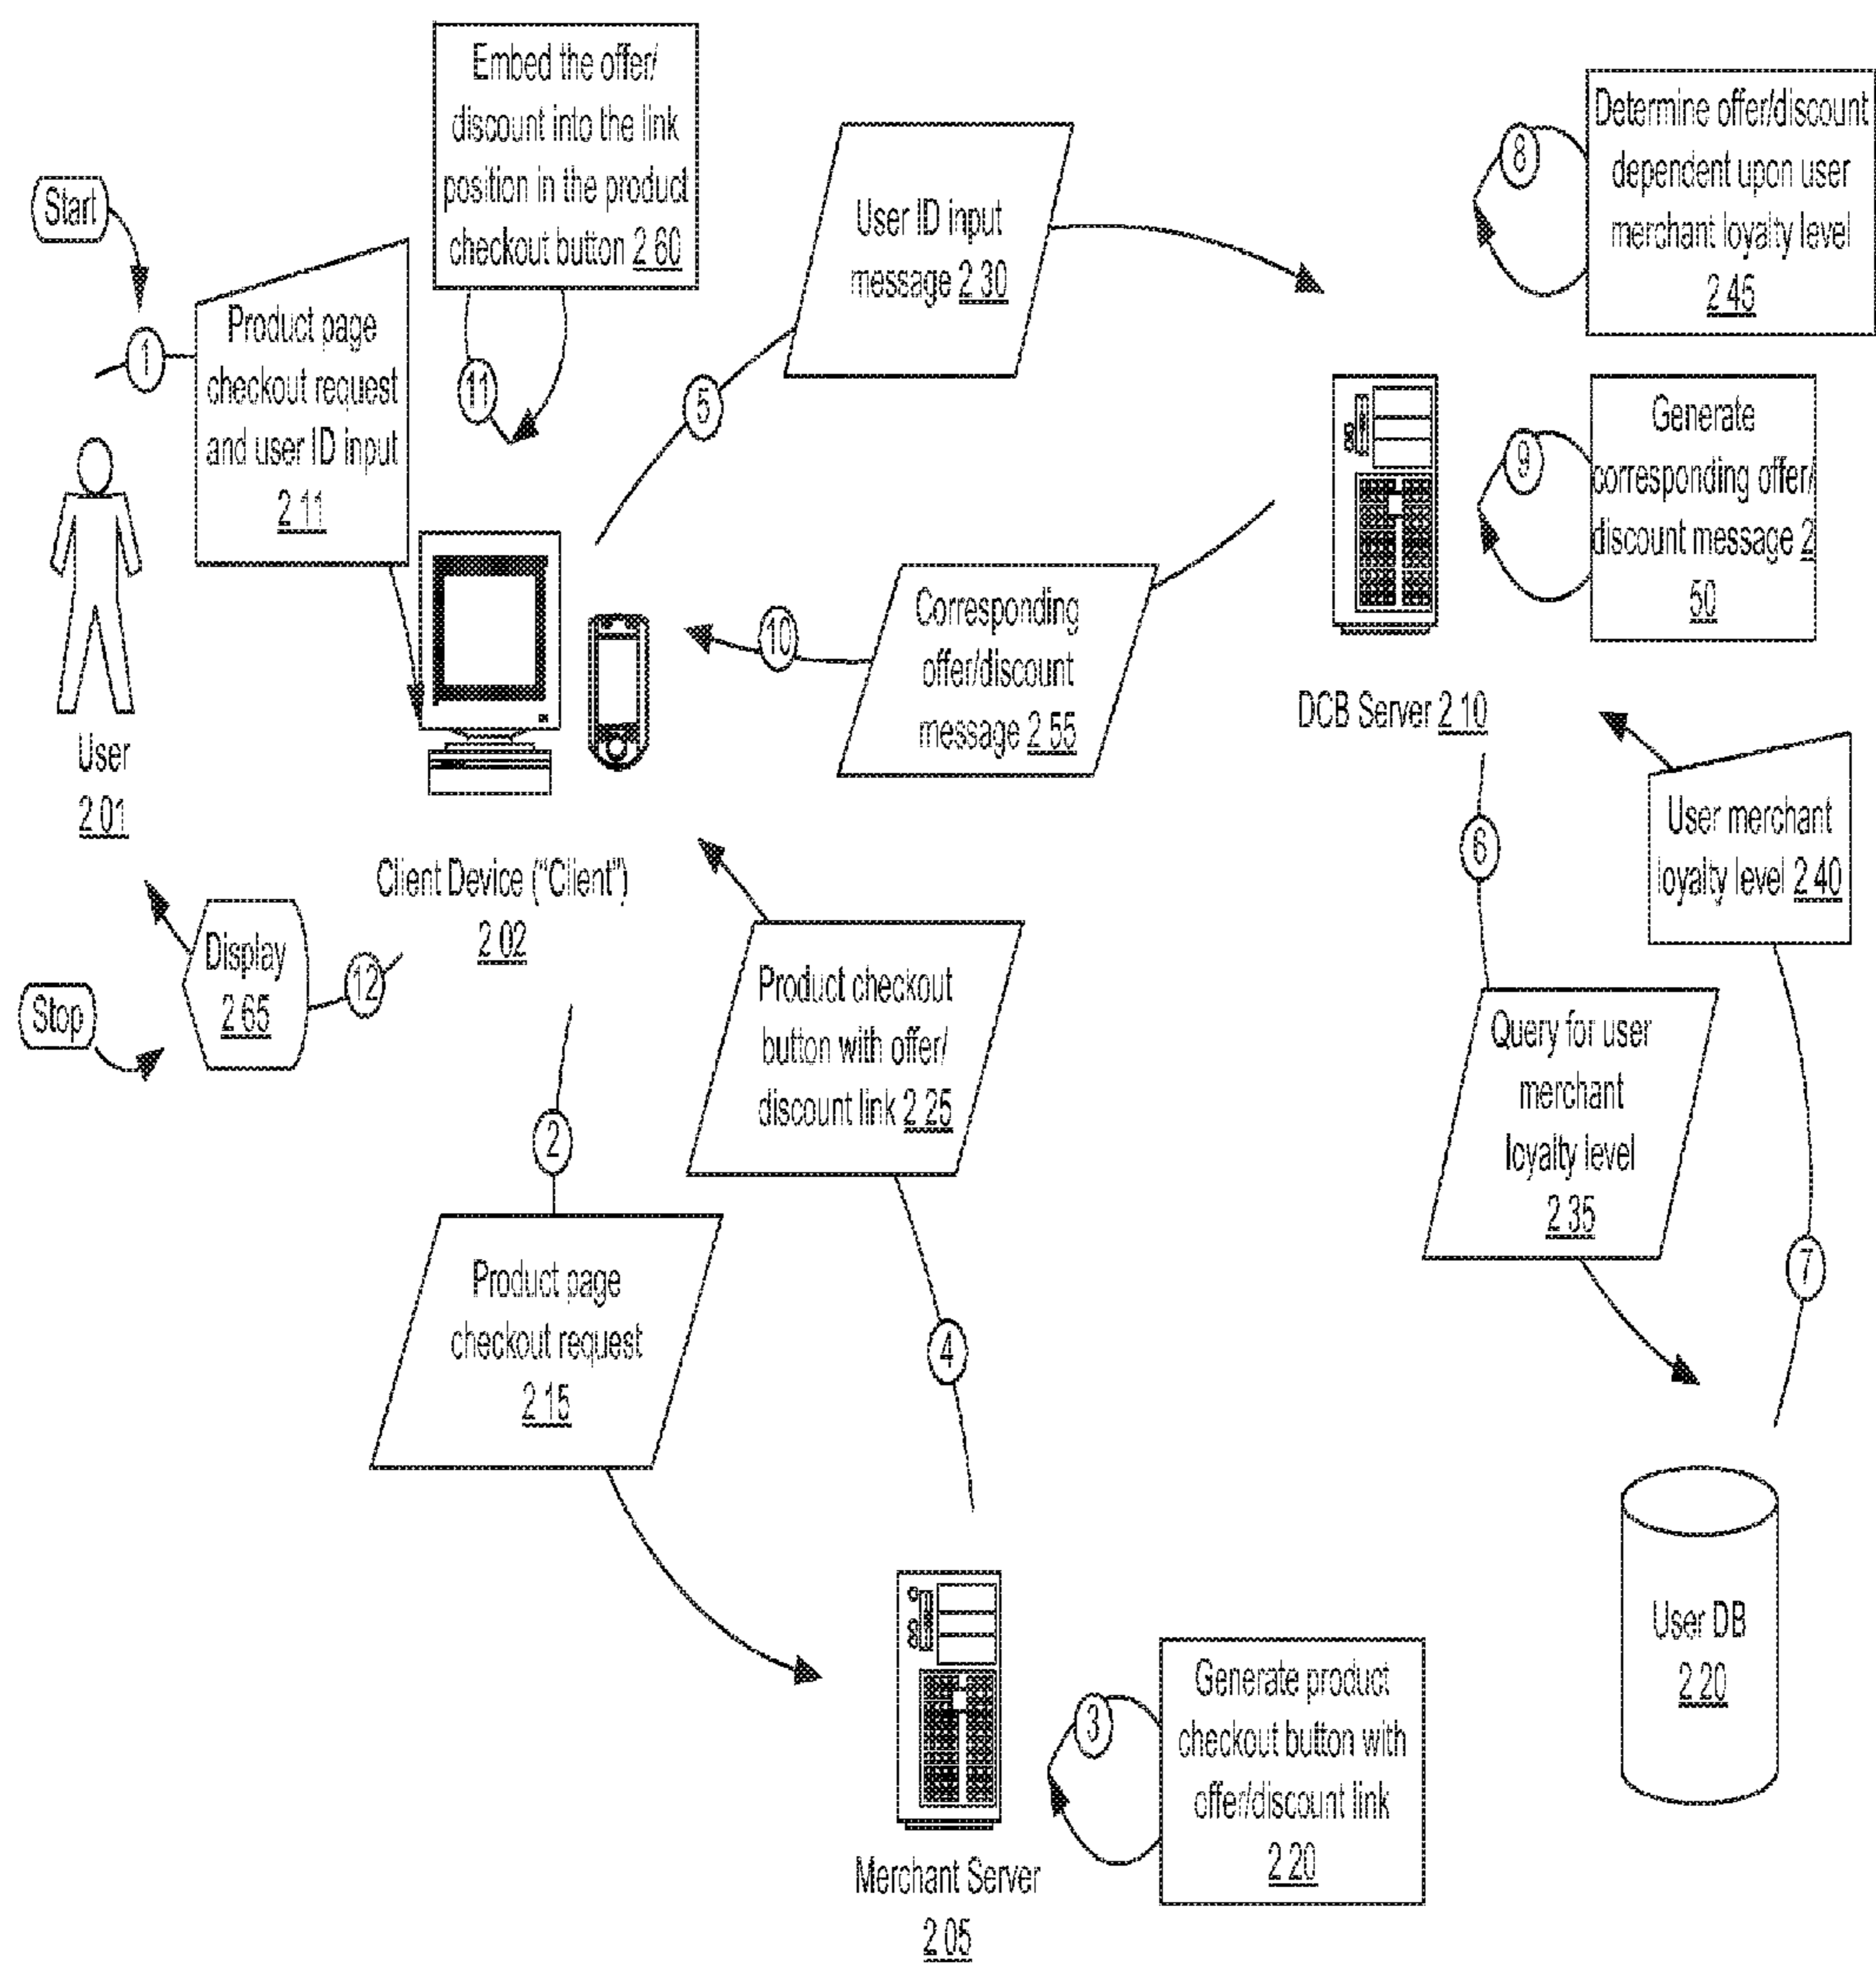 Start
1
Product page
checkout request
and user ID input
2 11
User
2 01
Embed the offer/
discount into the link
position in the product
checkout button 2 60
11
5
User ID input
message 2 30
8
Determine offer/discount
dependent upon user
merchant loyalty level
2 45
9
Generate
corresponding offer/
discount message 2
50
10
Corresponding
offer/discount
message 2 55
DCB Server 2 10
Client Device ("Client")
2 02
6
User merchant
loyalty level 2 40
Display
2 65
12
Stop
Product checkout
button with offer/
discount link 2 25
Query for user
merchant
loyalty level
2 35
2
7
Product page
checkout request
2 15
4
User DB
2 20
3
Generate product
checkout button with
offer/discount link
2 20
Merchant Server
2 05